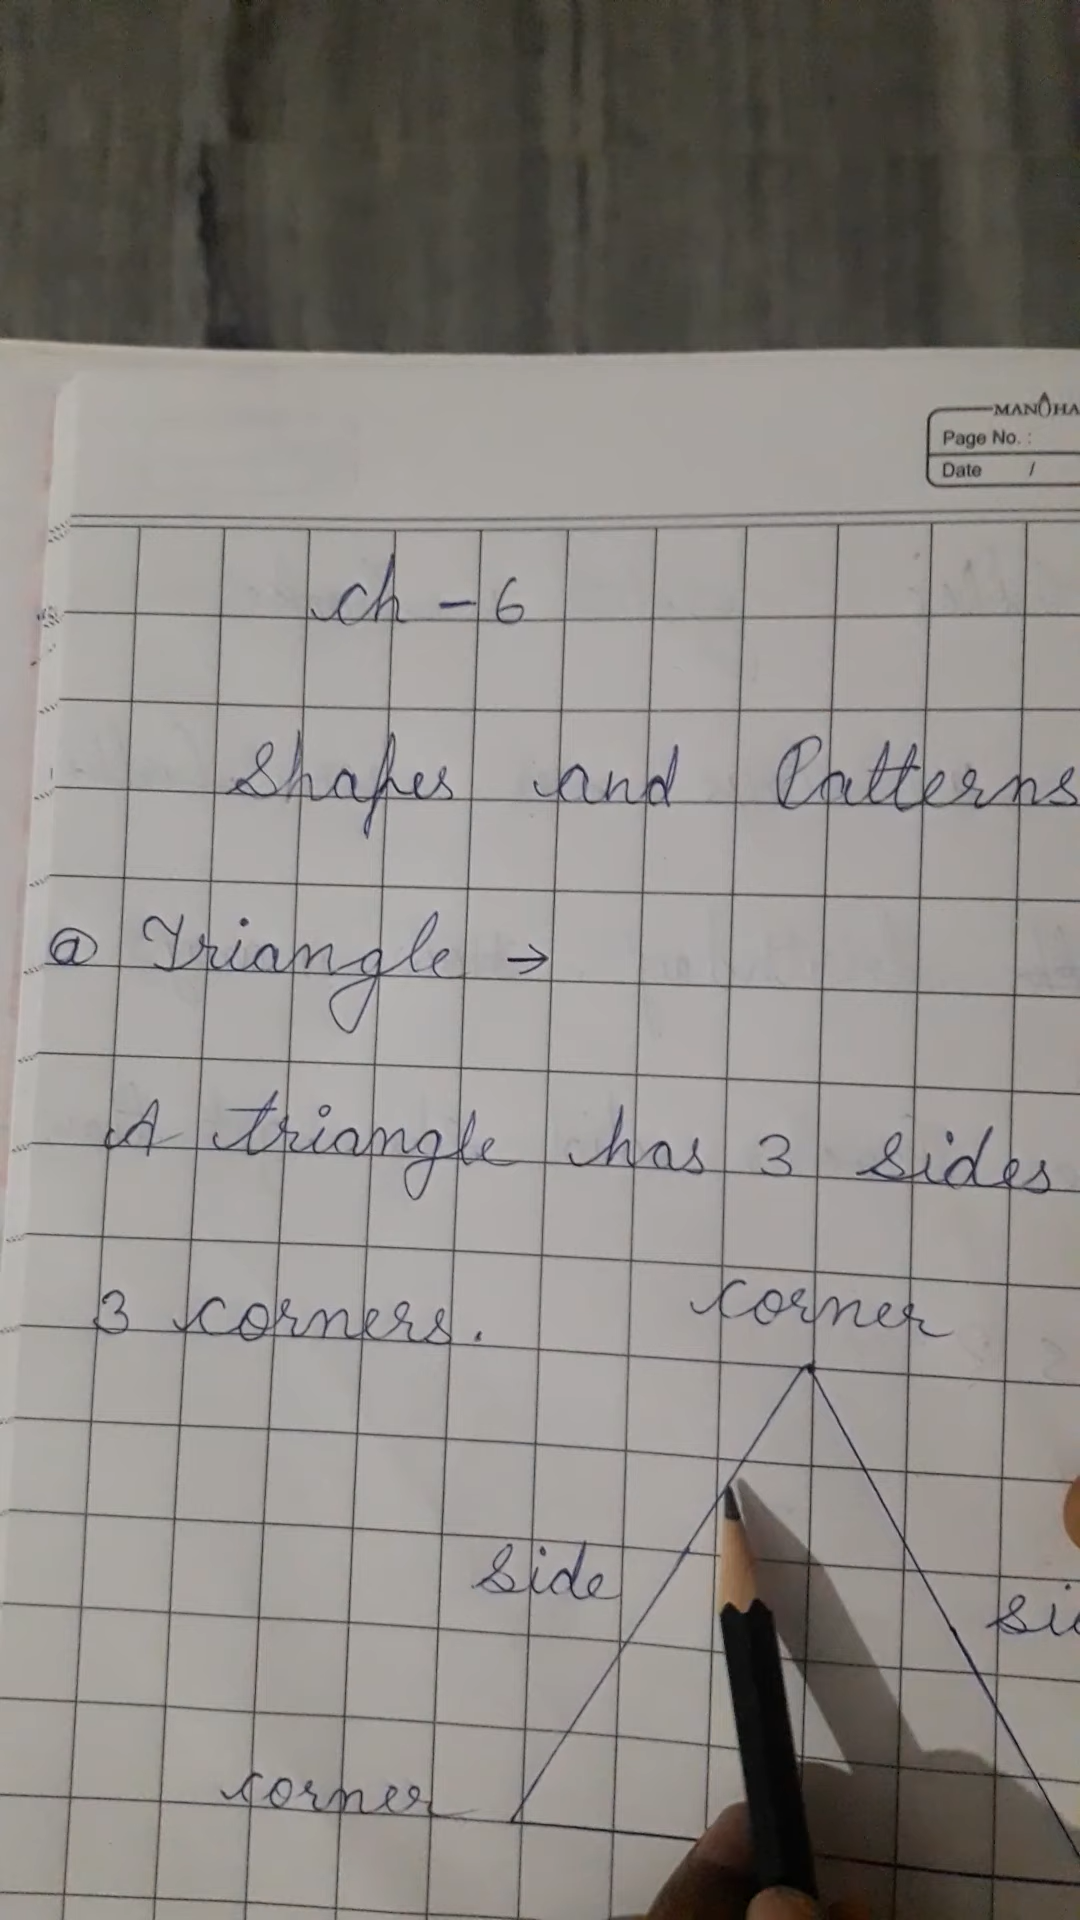 MANOHA
Page No. :
Date /
Ch - 6
Shapes and Patterns
@ Triangle →
A triangle has 3 sides
3 corners.
corner
side
corner